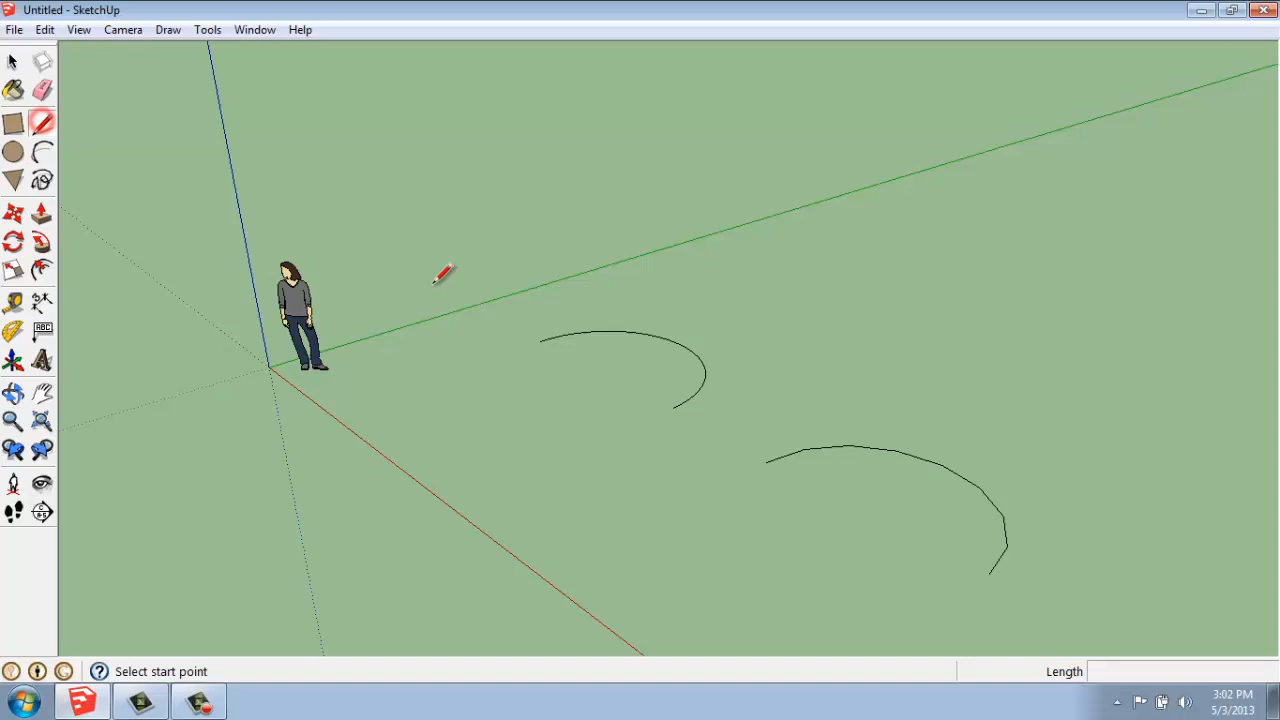 Untitled - SketchUp
File Edit View Camera Draw Tools Window Help
ABC
A
Select start point
Length
3:02 PM
5/3/2013